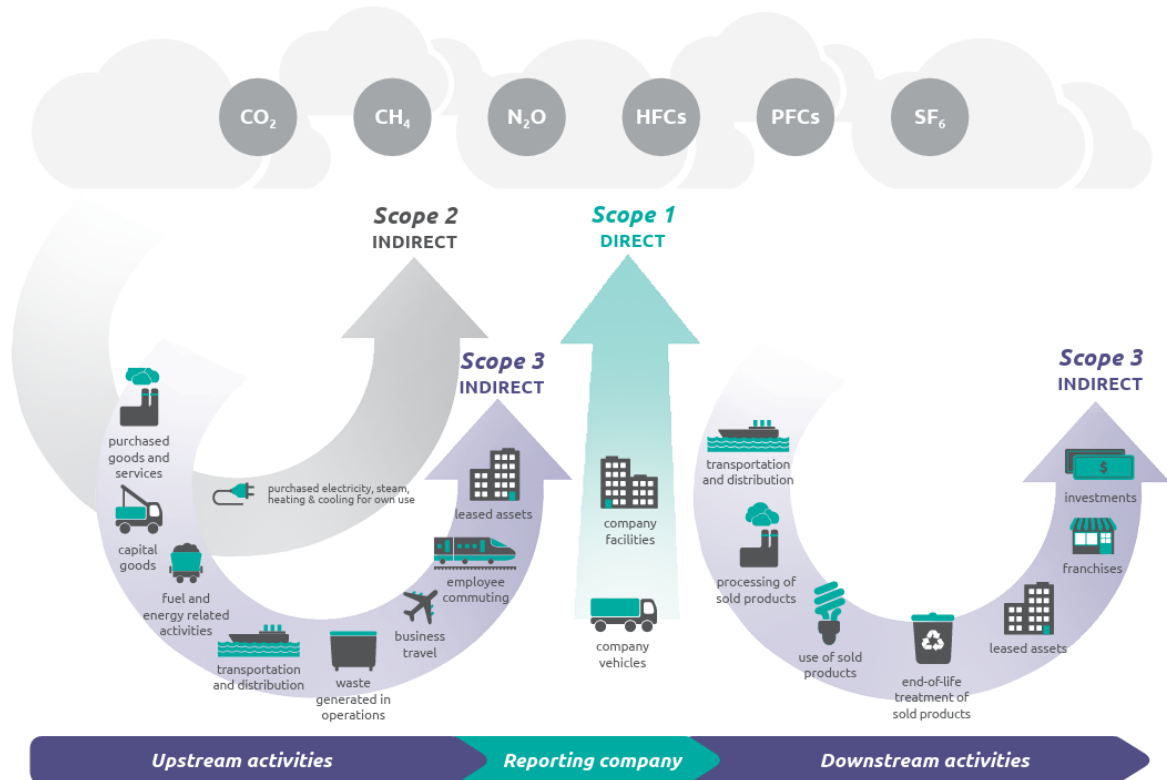 CO₂
CH₄
N₂O
HFCs
PFCs
SF₆
Scope 2
INDIRECT
Scope 1
DIRECT
Scope 3
INDIRECT
Scope 3
INDIRECT
purchased
goods and
services
capital
goods
fuel and
energy related
activities
purchased electricity, steam,
heating & cooling for own use
transportation
and distribution
waste
generated in
operations
business
travel
employee
commuting
leased assets
company
facilities
company
vehicles
transportation
and distribution
processing of
sold products
use of sold
products
end-of-life
treatment of
sold products
leased assets
franchises
$
investments
Upstream activities
Reporting company
Downstream activities